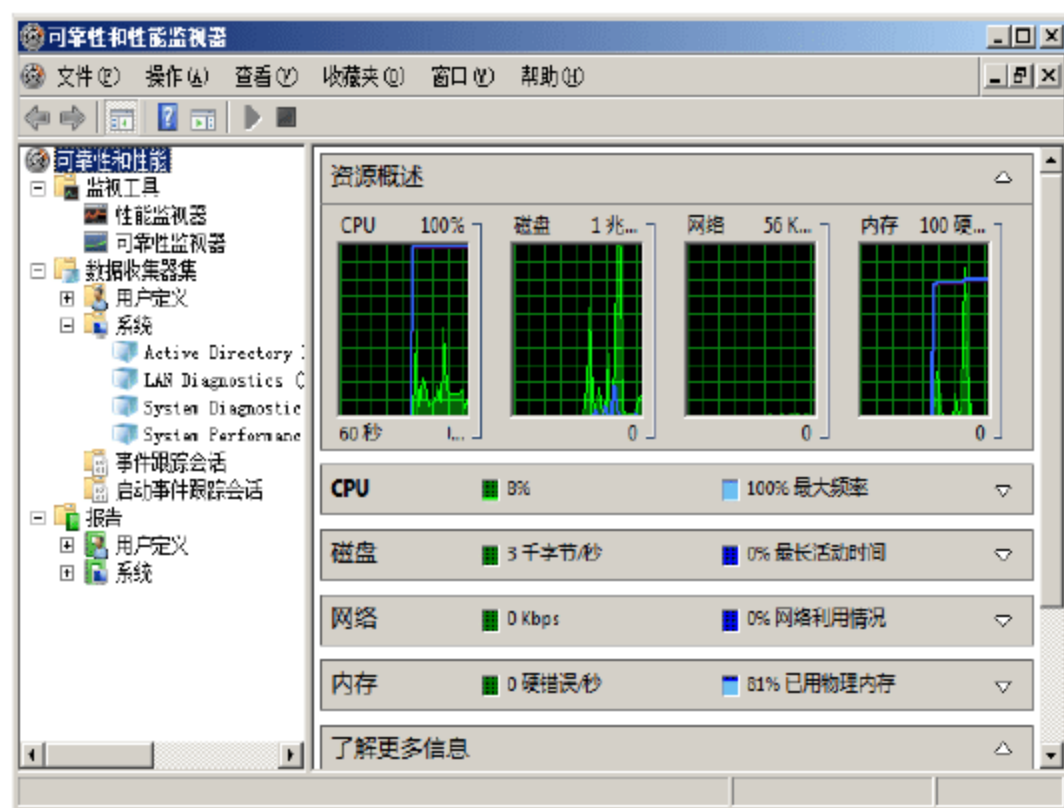 可靠性和性能监视器
文件(F) 操作(A) 查看(V) 收藏夹(O) 窗口(W) 帮助(H)
可靠性和性能
监视工具
性能监视器
可靠性监视器
数据收集器集
用户定义
系统
Active Directory
LAN Diagnostics (
System Diagnostic
System Performanc
事件跟踪会话
启动事件跟踪会话
报告
用户定义
系统
资源概述
CPU 100% 磁盘 1 兆... 网络 56 K... 内存 100 硬...
60 秒 0 0 0
CPU 8% 100% 最大频率
磁盘 3 千字节/秒 0% 最长活动时间
网络 0 Kbps 0% 网络利用情况
内存 0 硬错误/秒 81% 已用物理内存
了解更多信息